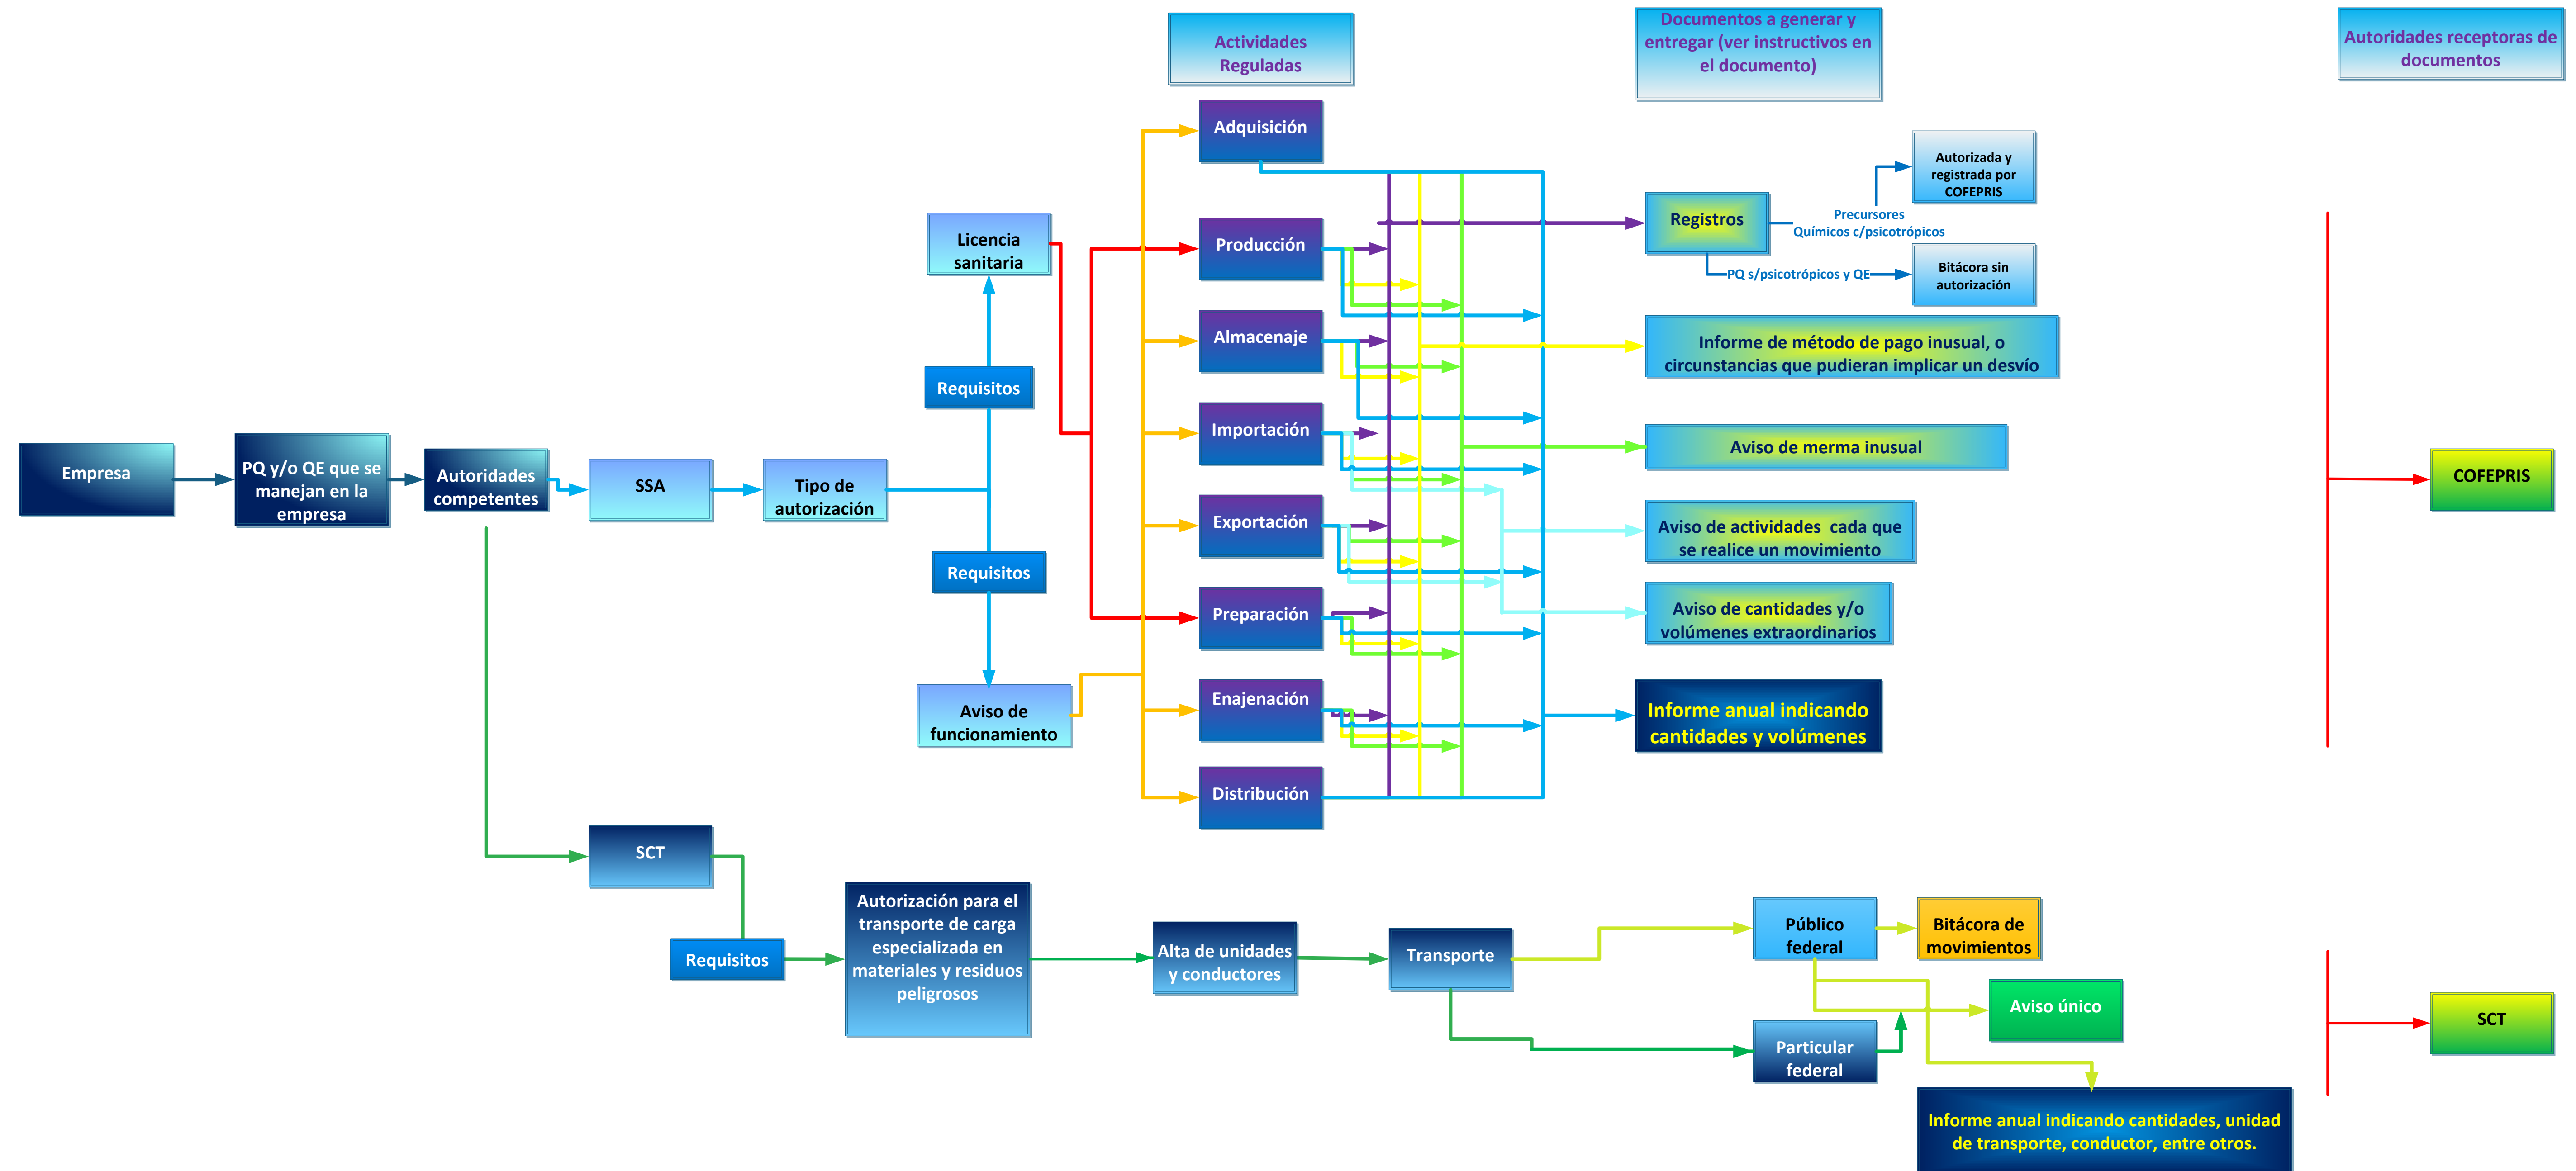 Actividades
Reguladas
Documentos a generar y
entregar (ver instructivos en
el documento)
Autoridades receptoras de
documentos
Adquisición
Autorizada y
registrada por
COFEPRIS
Licencia
sanitaria
Producción
Registros
Precursores
Químicos c/psicotrópicos
PQ s/psicotrópicos y QE
Bitácora sin
autorización
Almacenaje
Informe de método de pago inusual, o
circunstancias que pudieran implicar un desvío
Requisitos
Importación
Aviso de merma inusual
Empresa
PQ y/o QE que se
manejan en la
empresa
Autoridades
competentes
SSA
Tipo de
autorización
COFEPRIS
Exportación
Aviso de actividades  cada que
se realice un movimiento
Requisitos
Preparación
Aviso de cantidades y/o
volúmenes extraordinarios
Aviso de
funcionamiento
Enajenación
Informe anual indicando
cantidades y volúmenes
Distribución
SCT
Requisitos
Autorización para el
transporte de carga
especializada en
materiales y residuos
peligrosos
Alta de unidades
y conductores
Transporte
Público
federal
Bitácora de
movimientos
Aviso único
SCT
Particular
federal
Informe anual indicando cantidades, unidad
de transporte, conductor, entre otros.